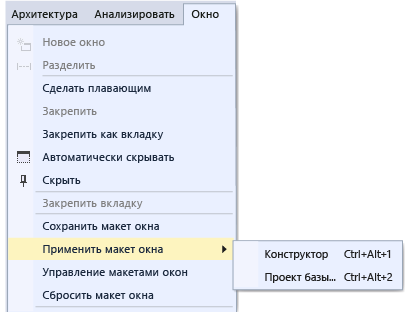 Архитектура Анализировать Окно
Новое окно
Разделить
Сделать плавающим
Закрепить
Закрепить как вкладку
Автоматически скрывать
Скрыть
Закрепить вкладку
Сохранить макет окна
Применить макет окна
Конструктор Ctrl+Alt+1
Проект базы... Ctrl+Alt+2
Управление макетами окон
Сбросить макет окна